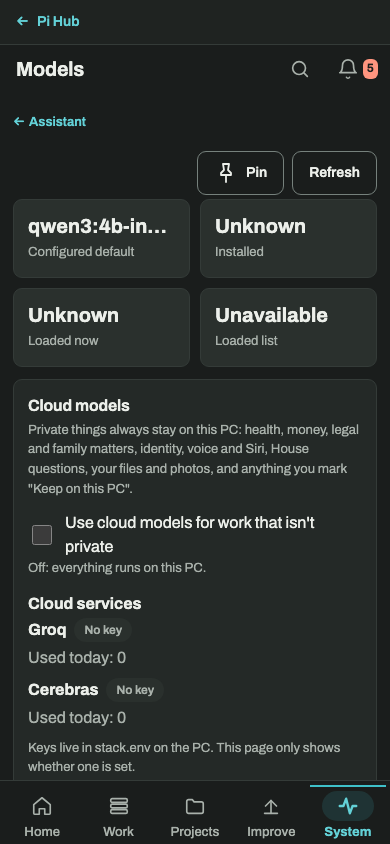 ← Pi Hub
Models
5
← Assistant
Pin
Refresh
qwen3:4b-in...
Configured default
Unknown
Installed
Unknown
Loaded now
Unavailable
Loaded list
Cloud models
Private things always stay on this PC: health, money, legal
and family matters, identity, voice and Siri, House
questions, your files and photos, and anything you mark
"Keep on this PC".
Use cloud models for work that isn't
private
Off: everything runs on this PC.
Cloud services
Groq No key
Used today: 0
Cerebras No key
Used today: 0
Keys live in stack.env on the PC. This page only shows
whether one is set.
Home
Work
Projects
Improve
System